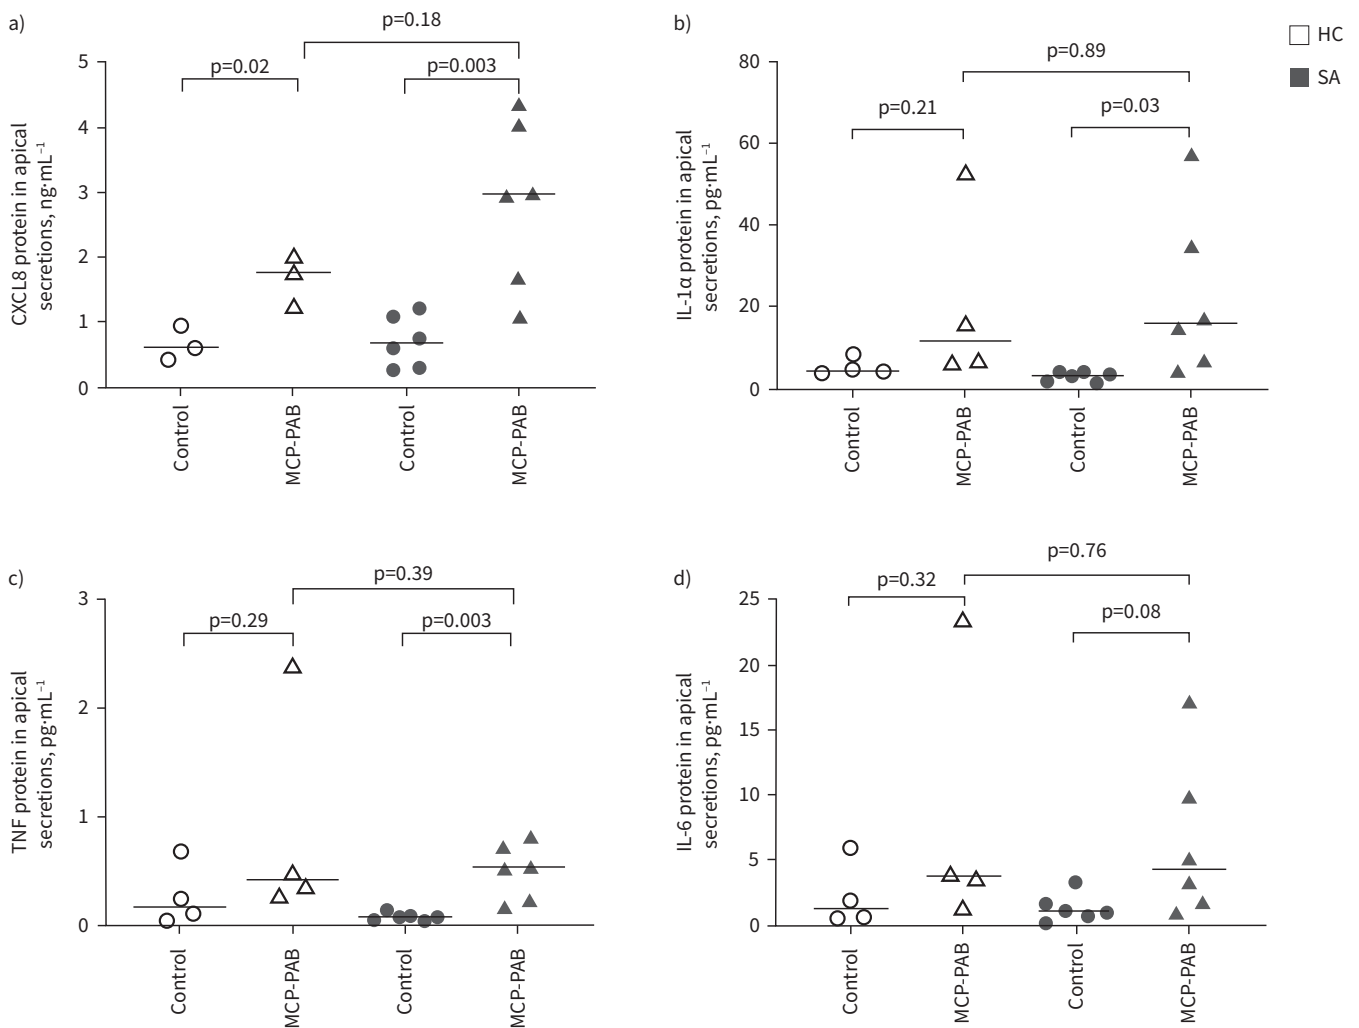 a)
p=0.18
p=0.02
p=0.003
CXCL8 protein in apical
secretions, ng·mL⁻¹
5
4
3
2
1
0
Control
MCP-PAB
Control
MCP-PAB
b)
p=0.89
p=0.21
p=0.03
IL-1α protein in apical
secretions, pg·mL⁻¹
80
60
40
20
0
Control
MCP-PAB
Control
MCP-PAB
HC
SA
c)
p=0.39
p=0.29
p=0.003
TNF protein in apical
secretions, pg·mL⁻¹
3
2
1
0
Control
MCP-PAB
Control
MCP-PAB
d)
p=0.76
p=0.32
p=0.08
IL-6 protein in apical
secretions, pg·mL⁻¹
25
20
15
10
5
0
Control
MCP-PAB
Control
MCP-PAB